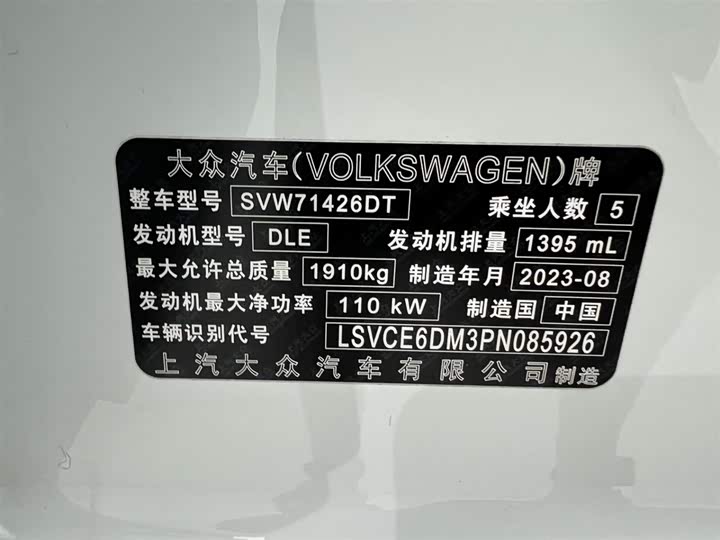 大众汽车(VOLKSWAGEN)牌
整车型号 SVW71426DT 乘坐人数 5
发动机型号 DLE 发动机排量 1395 mL
最大允许总质量 1910kg 制造年月 2023-08
发动机最大净功率 110 kW 制造国 中国
车辆识别代号 LSVCE6DM3PN085926
上汽大众汽车有限公司 制造